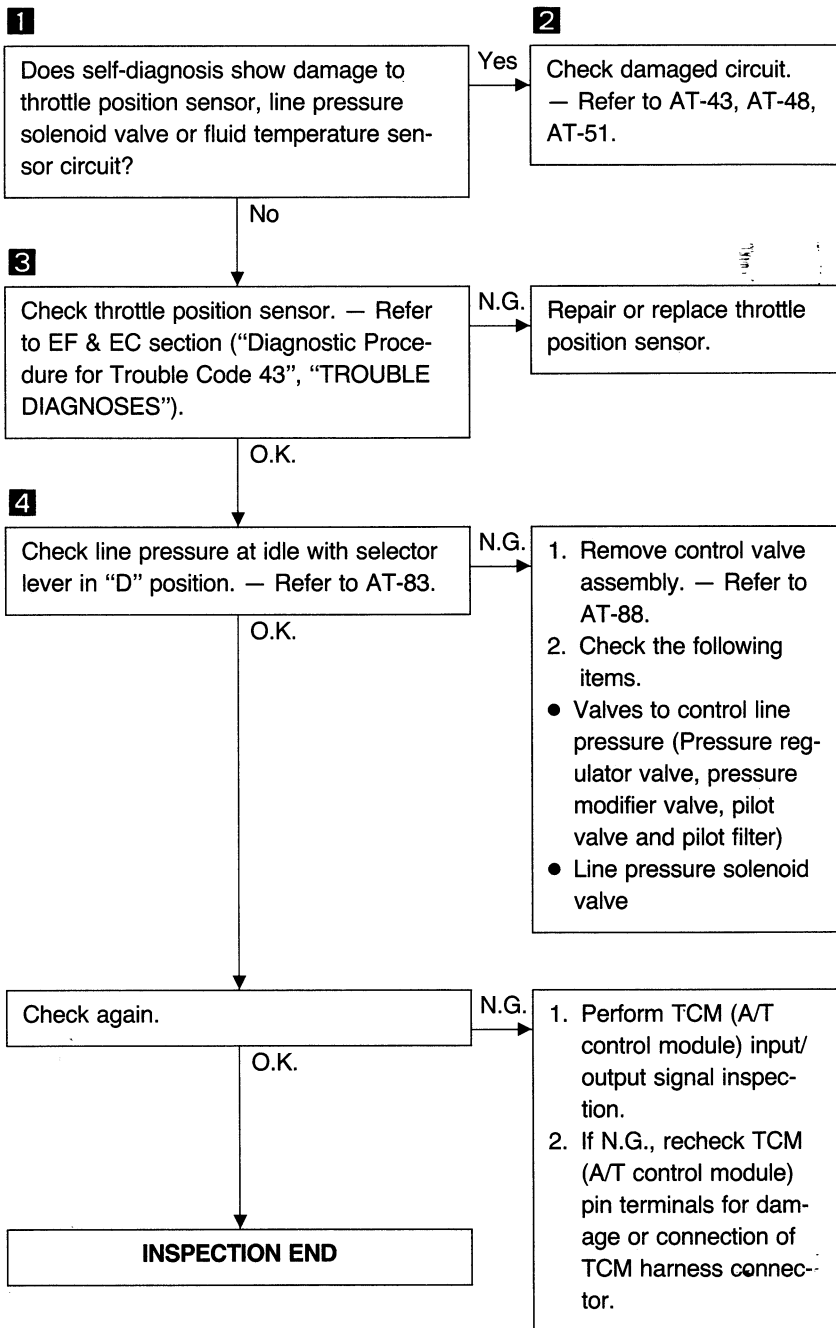 1
Does self-diagnosis show damage to
throttle position sensor, line pressure
solenoid valve or fluid temperature sen-
sor circuit?
Yes
2
Check damaged circuit.
— Refer to AT-43, AT-48,
AT-51.
No
3
Check throttle position sensor. — Refer
to EF & EC section (“Diagnostic Proce-
dure for Trouble Code 43”, “TROUBLE
DIAGNOSES”).
N.G.
Repair or replace throttle
position sensor.
O.K.
4
Check line pressure at idle with selector
lever in “D” position. — Refer to AT-83.
N.G.
1. Remove control valve
assembly. — Refer to
AT-88.
2. Check the following
items.
● Valves to control line
pressure (Pressure reg-
ulator valve, pressure
modifier valve, pilot
valve and pilot filter)
● Line pressure solenoid
valve
O.K.
Check again.
N.G.
1. Perform TCM (A/T
control module) input/
output signal inspec-
tion.
2. If N.G., recheck TCM
(A/T control module)
pin terminals for dam-
age or connection of
TCM harness connec-
tor.
O.K.
INSPECTION END